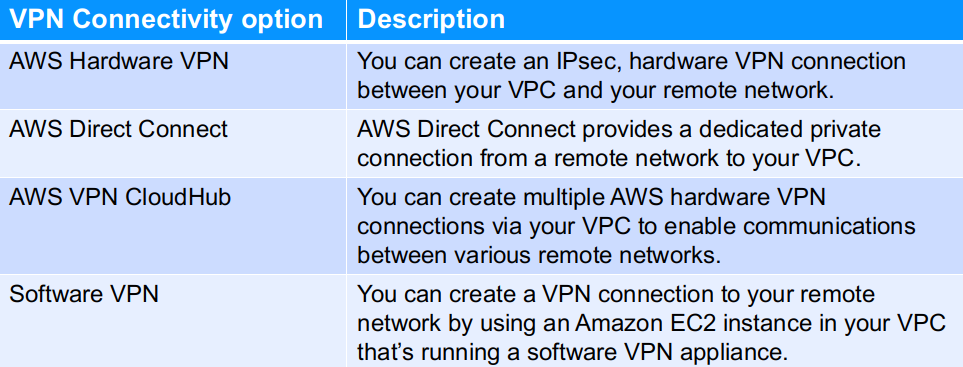 VPN Connectivity option Description
AWS Hardware VPN You can create an IPsec, hardware VPN connection
between your VPC and your remote network.
AWS Direct Connect AWS Direct Connect provides a dedicated private
connection from a remote network to your VPC.
AWS VPN CloudHub You can create multiple AWS hardware VPN
connections via your VPC to enable communications
between various remote networks.
Software VPN You can create a VPN connection to your remote
network by using an Amazon EC2 instance in your VPC
that’s running a software VPN appliance.